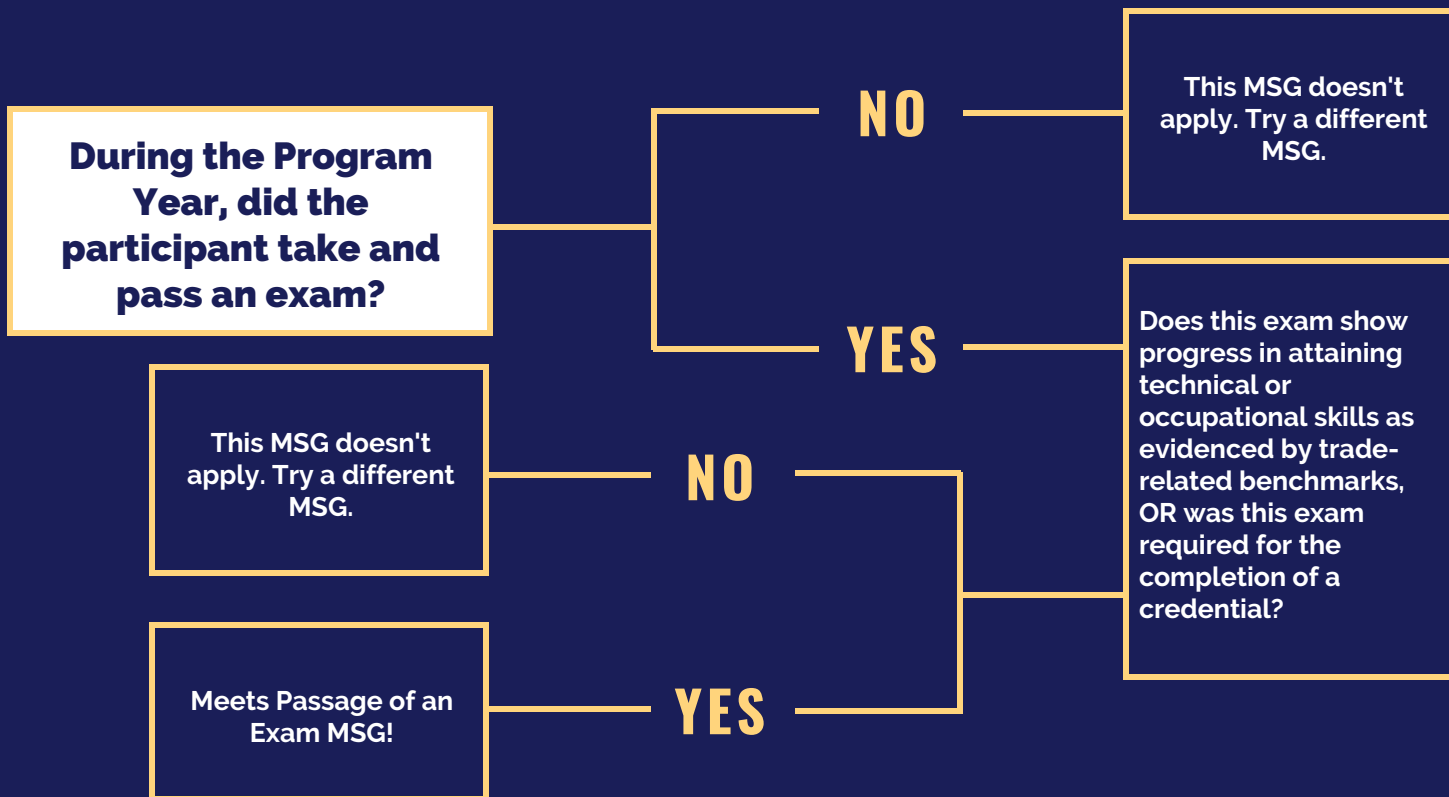 During the Program
Year, did the
participant take and
pass an exam?
NO
This MSG doesn't
apply. Try a different
MSG.
YES
Does this exam show
progress in attaining
technical or
occupational skills as
evidenced by trade-
related benchmarks,
OR was this exam
required for the
completion of a
credential?
NO
This MSG doesn't
apply. Try a different
MSG.
YES
Meets Passage of an
Exam MSG!